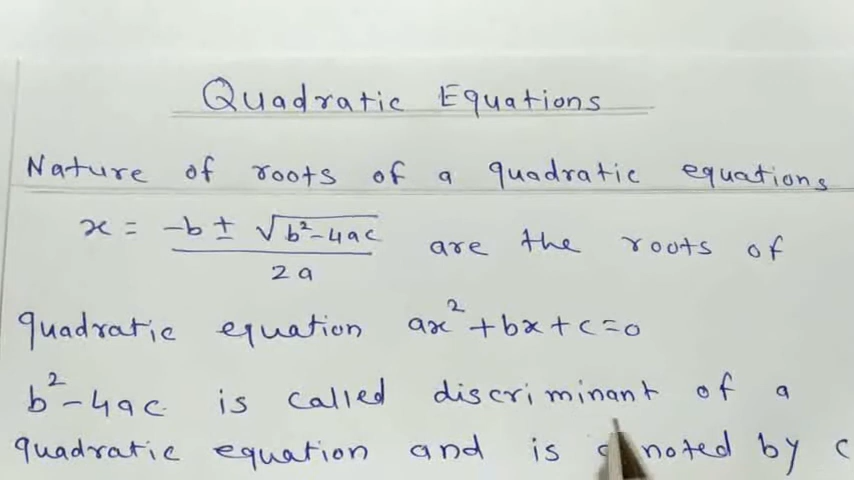 Quadratic Equations
Nature of roots of a quadratic equations
x = -b ± √b²-4ac / 2a are the roots of
quadratic equation ax² + bx + c = 0
b² - 4ac is called discriminant of a
quadratic equation and is by